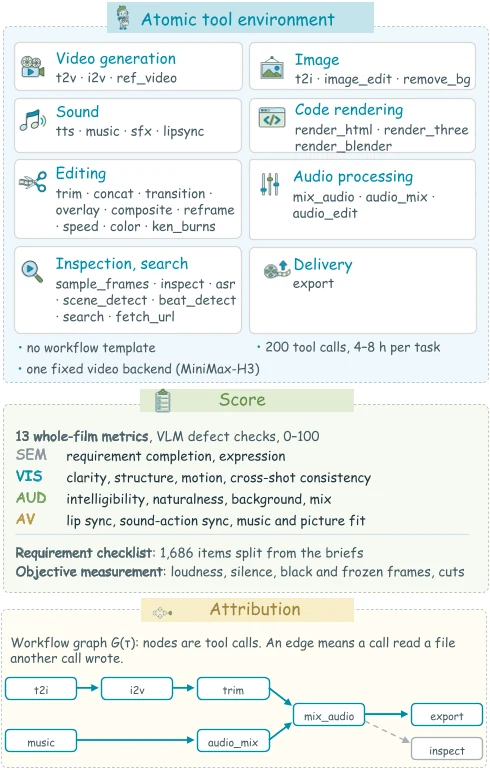 Atomic tool environment
Video generation
t2v · i2v · ref_video
Image
t2i · image_edit · remove_bg
Sound
tts · music · sfx · lipsync
Code rendering
render_html · render_three
render_blender
Editing
trim · concat · transition ·
overlay · composite · reframe
· speed · color · ken_burns
Audio processing
mix_audio · audio_mix ·
audio_edit
Inspection, search
sample_frames · inspect · asr
· scene_detect · beat_detect
· search · fetch_url
Delivery
export
· no workflow template
· 200 tool calls, 4–8 h per task
· one fixed video backend (MiniMax-H3)
Score
13 whole-film metrics, VLM defect checks, 0–100
SEM requirement completion, expression
VIS clarity, structure, motion, cross-shot consistency
AUD intelligibility, naturalness, background, mix
AV lip sync, sound-action sync, music and picture fit
Requirement checklist: 1,686 items split from the briefs
Objective measurement: loudness, silence, black and frozen frames, cuts
Attribution
Workflow graph G(τ): nodes are tool calls. An edge means a call read a file
another call wrote.
t2i
i2v
trim
mix_audio
export
music
audio_mix
inspect